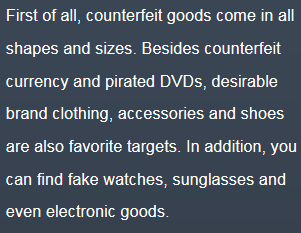 First of all, counterfeit goods come in all
shapes and sizes. Besides counterfeit
currency and pirated DVDs, desirable
brand clothing, accessories and shoes
are also favorite targets. In addition, you
can find fake watches, sunglasses and
even electronic goods.